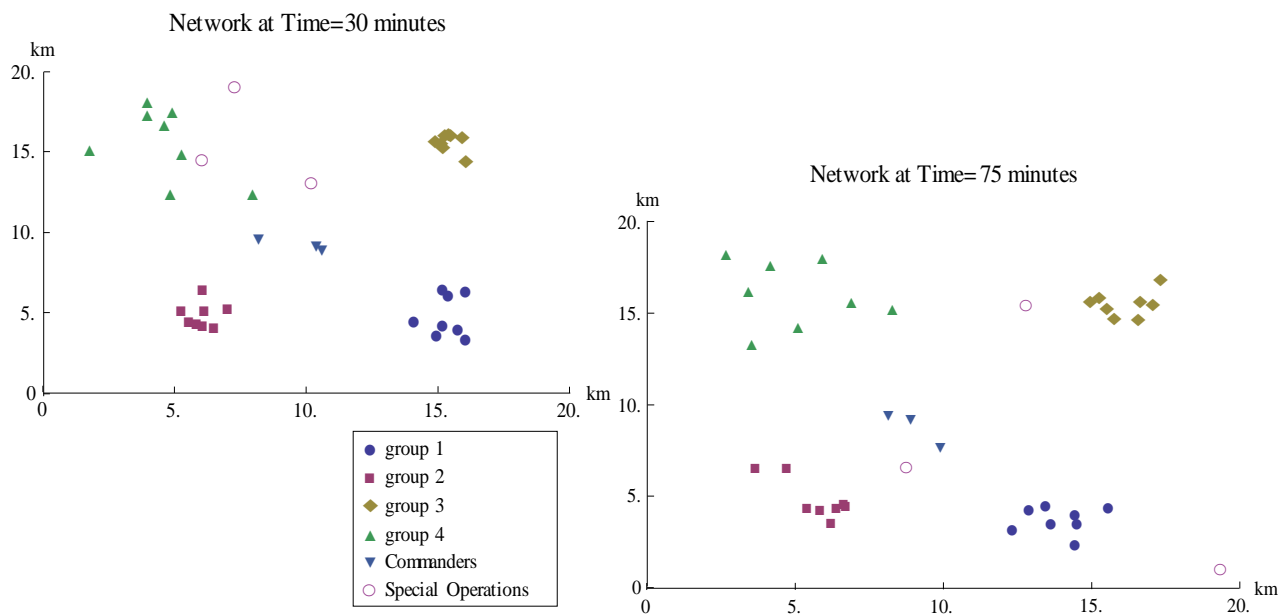 Network at Time=30 minutes
km
20.
15.
10.
5.
0
0 5. 10. 15. 20.
km
group 1
group 2
group 3
group 4
Commanders
Special Operations
Network at Time=75 minutes
km
20.
15.
10.
5.
0
0 5. 10. 15. 20.
km